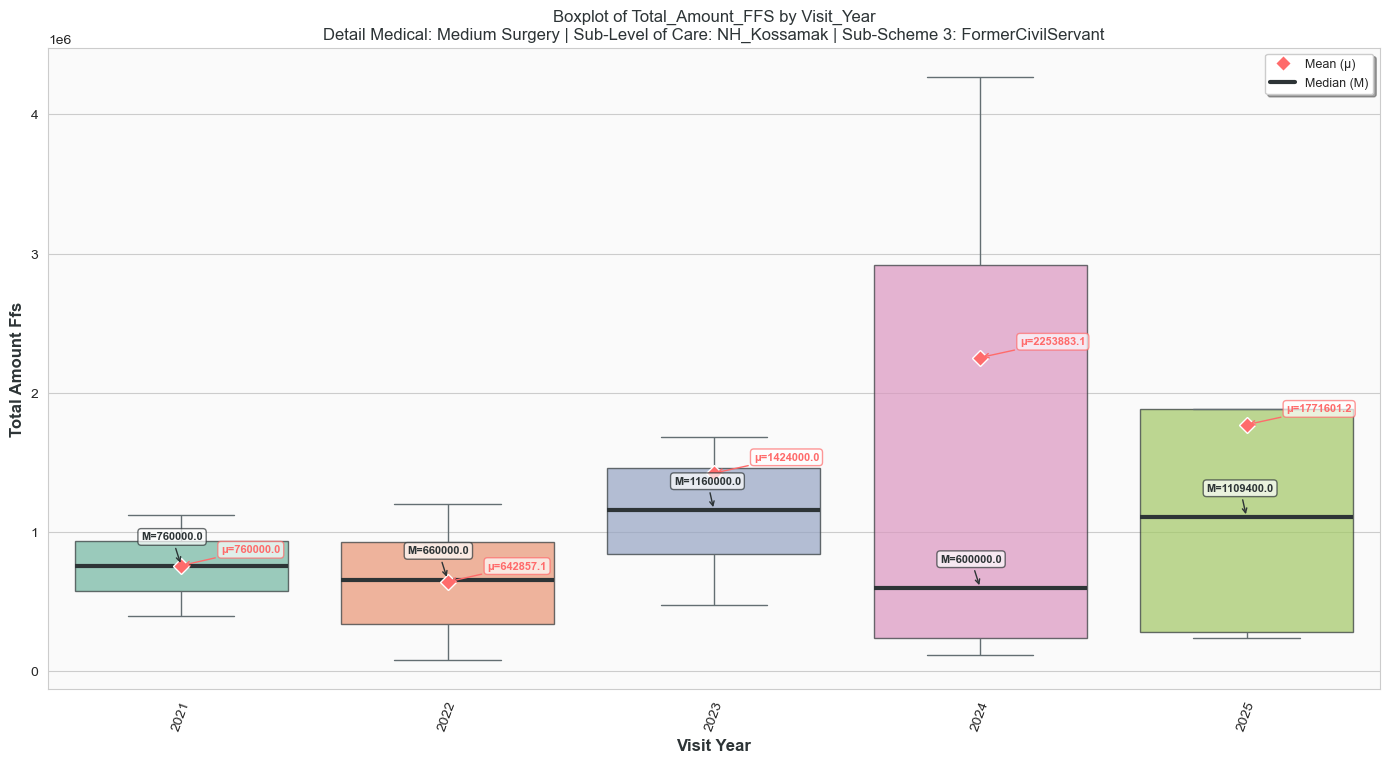 Boxplot of Total_Amount_FFS by Visit_Year
Detail Medical: Medium Surgery | Sub-Level of Care: NH_Kossamak | Sub-Scheme 3: FormerCivilServant
1e6
Mean (μ)
Median (M)
4
3
2
1
0
Total Amount Ffs
M=760000.0
μ=760000.0
M=660000.0
μ=642857.1
μ=1424000.0
M=1160000.0
μ=2253883.1
M=600000.0
μ=1771601.2
M=1109400.0
2021
2022
2023
2024
2025
Visit Year